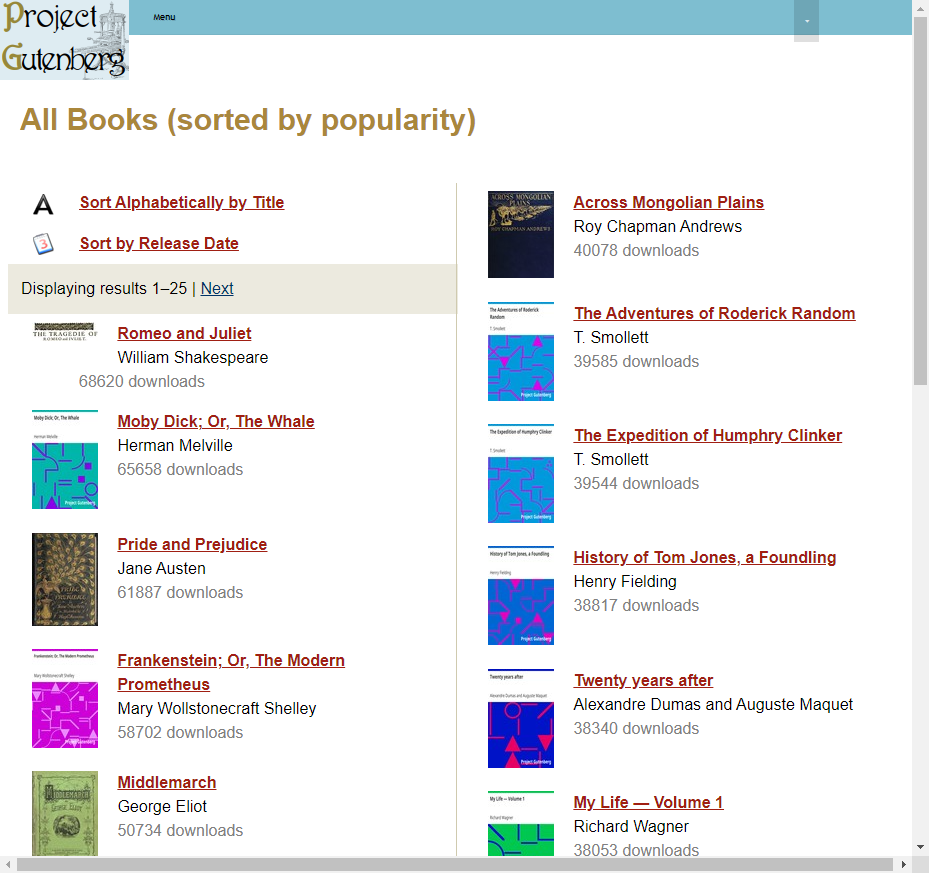 Project
Gutenberg
Menu
All Books (sorted by popularity)
Sort Alphabetically by Title
3
Sort by Release Date
Displaying results 1–25 | Next
THE TRAGEDIE OF
ROMEO and IVLIET.
Romeo and Juliet
William Shakespeare
68620 downloads
Moby Dick; Or, The Whale
Herman Melville
Project Gutenberg
Moby Dick; Or, The Whale
Herman Melville
65658 downloads
PRIDE
Pride and Prejudice
Jane Austen
61887 downloads
Frankenstein; Or, The Modern Prometheus
Mary Wollstonecraft Shelley
Project Gutenberg
Frankenstein; Or, The Modern
Prometheus
Mary Wollstonecraft Shelley
58702 downloads
MIDDLEMARCH
GEORGE ELIOT
Middlemarch
George Eliot
50734 downloads
ACROSS MONGOLIAN
PLAINS
ROY CHAPMAN ANDREWS
Across Mongolian Plains
Roy Chapman Andrews
40078 downloads
The Adventures of Roderick
Random
T. Smollett
Project Gutenberg
The Adventures of Roderick Random
T. Smollett
39585 downloads
The Expedition of Humphry Clinker
T. Smollett
Project Gutenberg
The Expedition of Humphry Clinker
T. Smollett
39544 downloads
History of Tom Jones, a Foundling
Henry Fielding
Project Gutenberg
History of Tom Jones, a Foundling
Henry Fielding
38817 downloads
Twenty years after
Alexandre Dumas and Auguste Maquet
Project Gutenberg
Twenty years after
Alexandre Dumas and Auguste Maquet
38340 downloads
My Life — Volume 1
Richard Wagner
My Life — Volume 1
Richard Wagner
38053 downloads